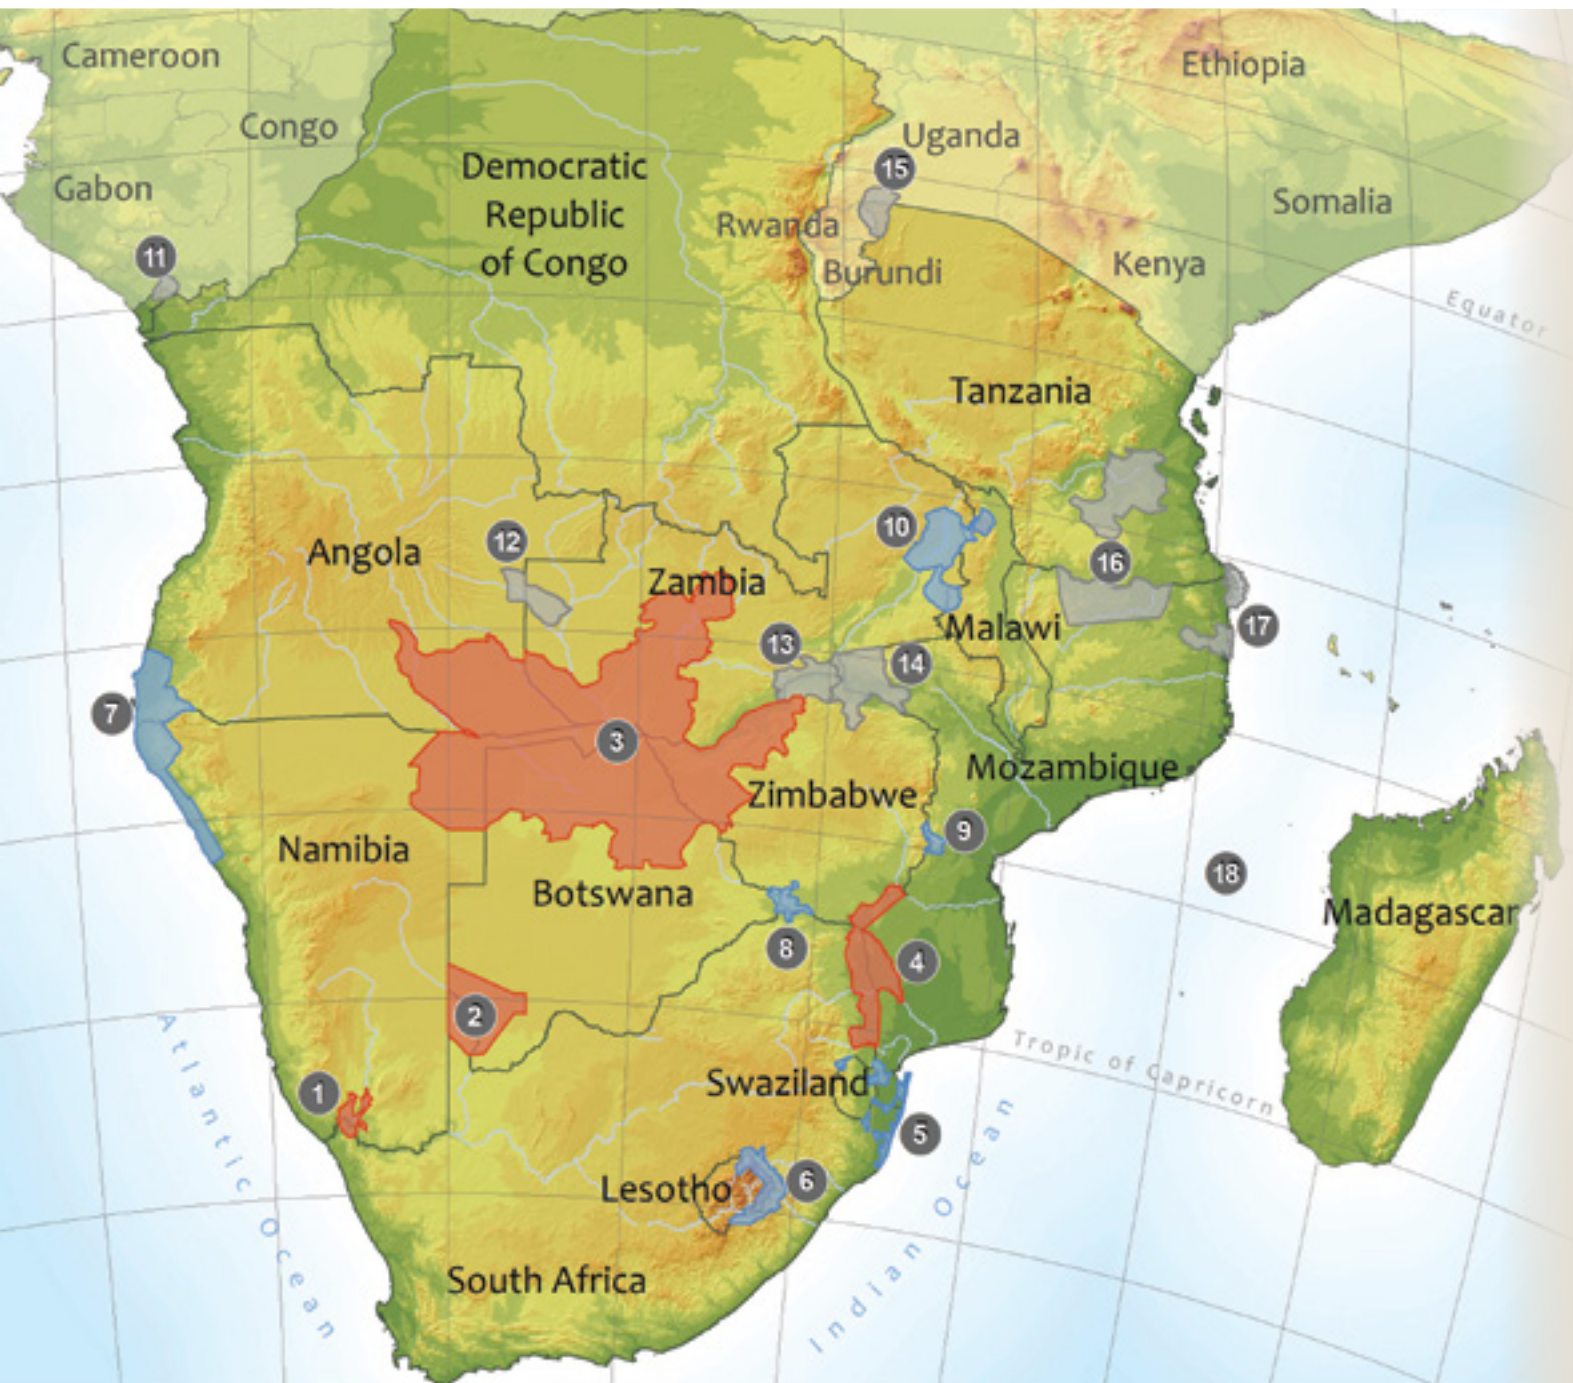 Cameroon
Ethiopia
Congo
Uganda
15
Democratic
Republic
of Congo
Gabon
Somalia
Rwanda
11
Burundi
Kenya
Equator
Tanzania
10
12
Angola
16
Zambia
17
Malawi
13
14
7
3
Mozambique
Zimbabwe
9
Namibia
18
Botswana
Madagascar
8
4
2
Atlantic Ocean
Tropic of Capricorn
1
Swaziland
5
Indian Ocean
Lesotho
6
South Africa